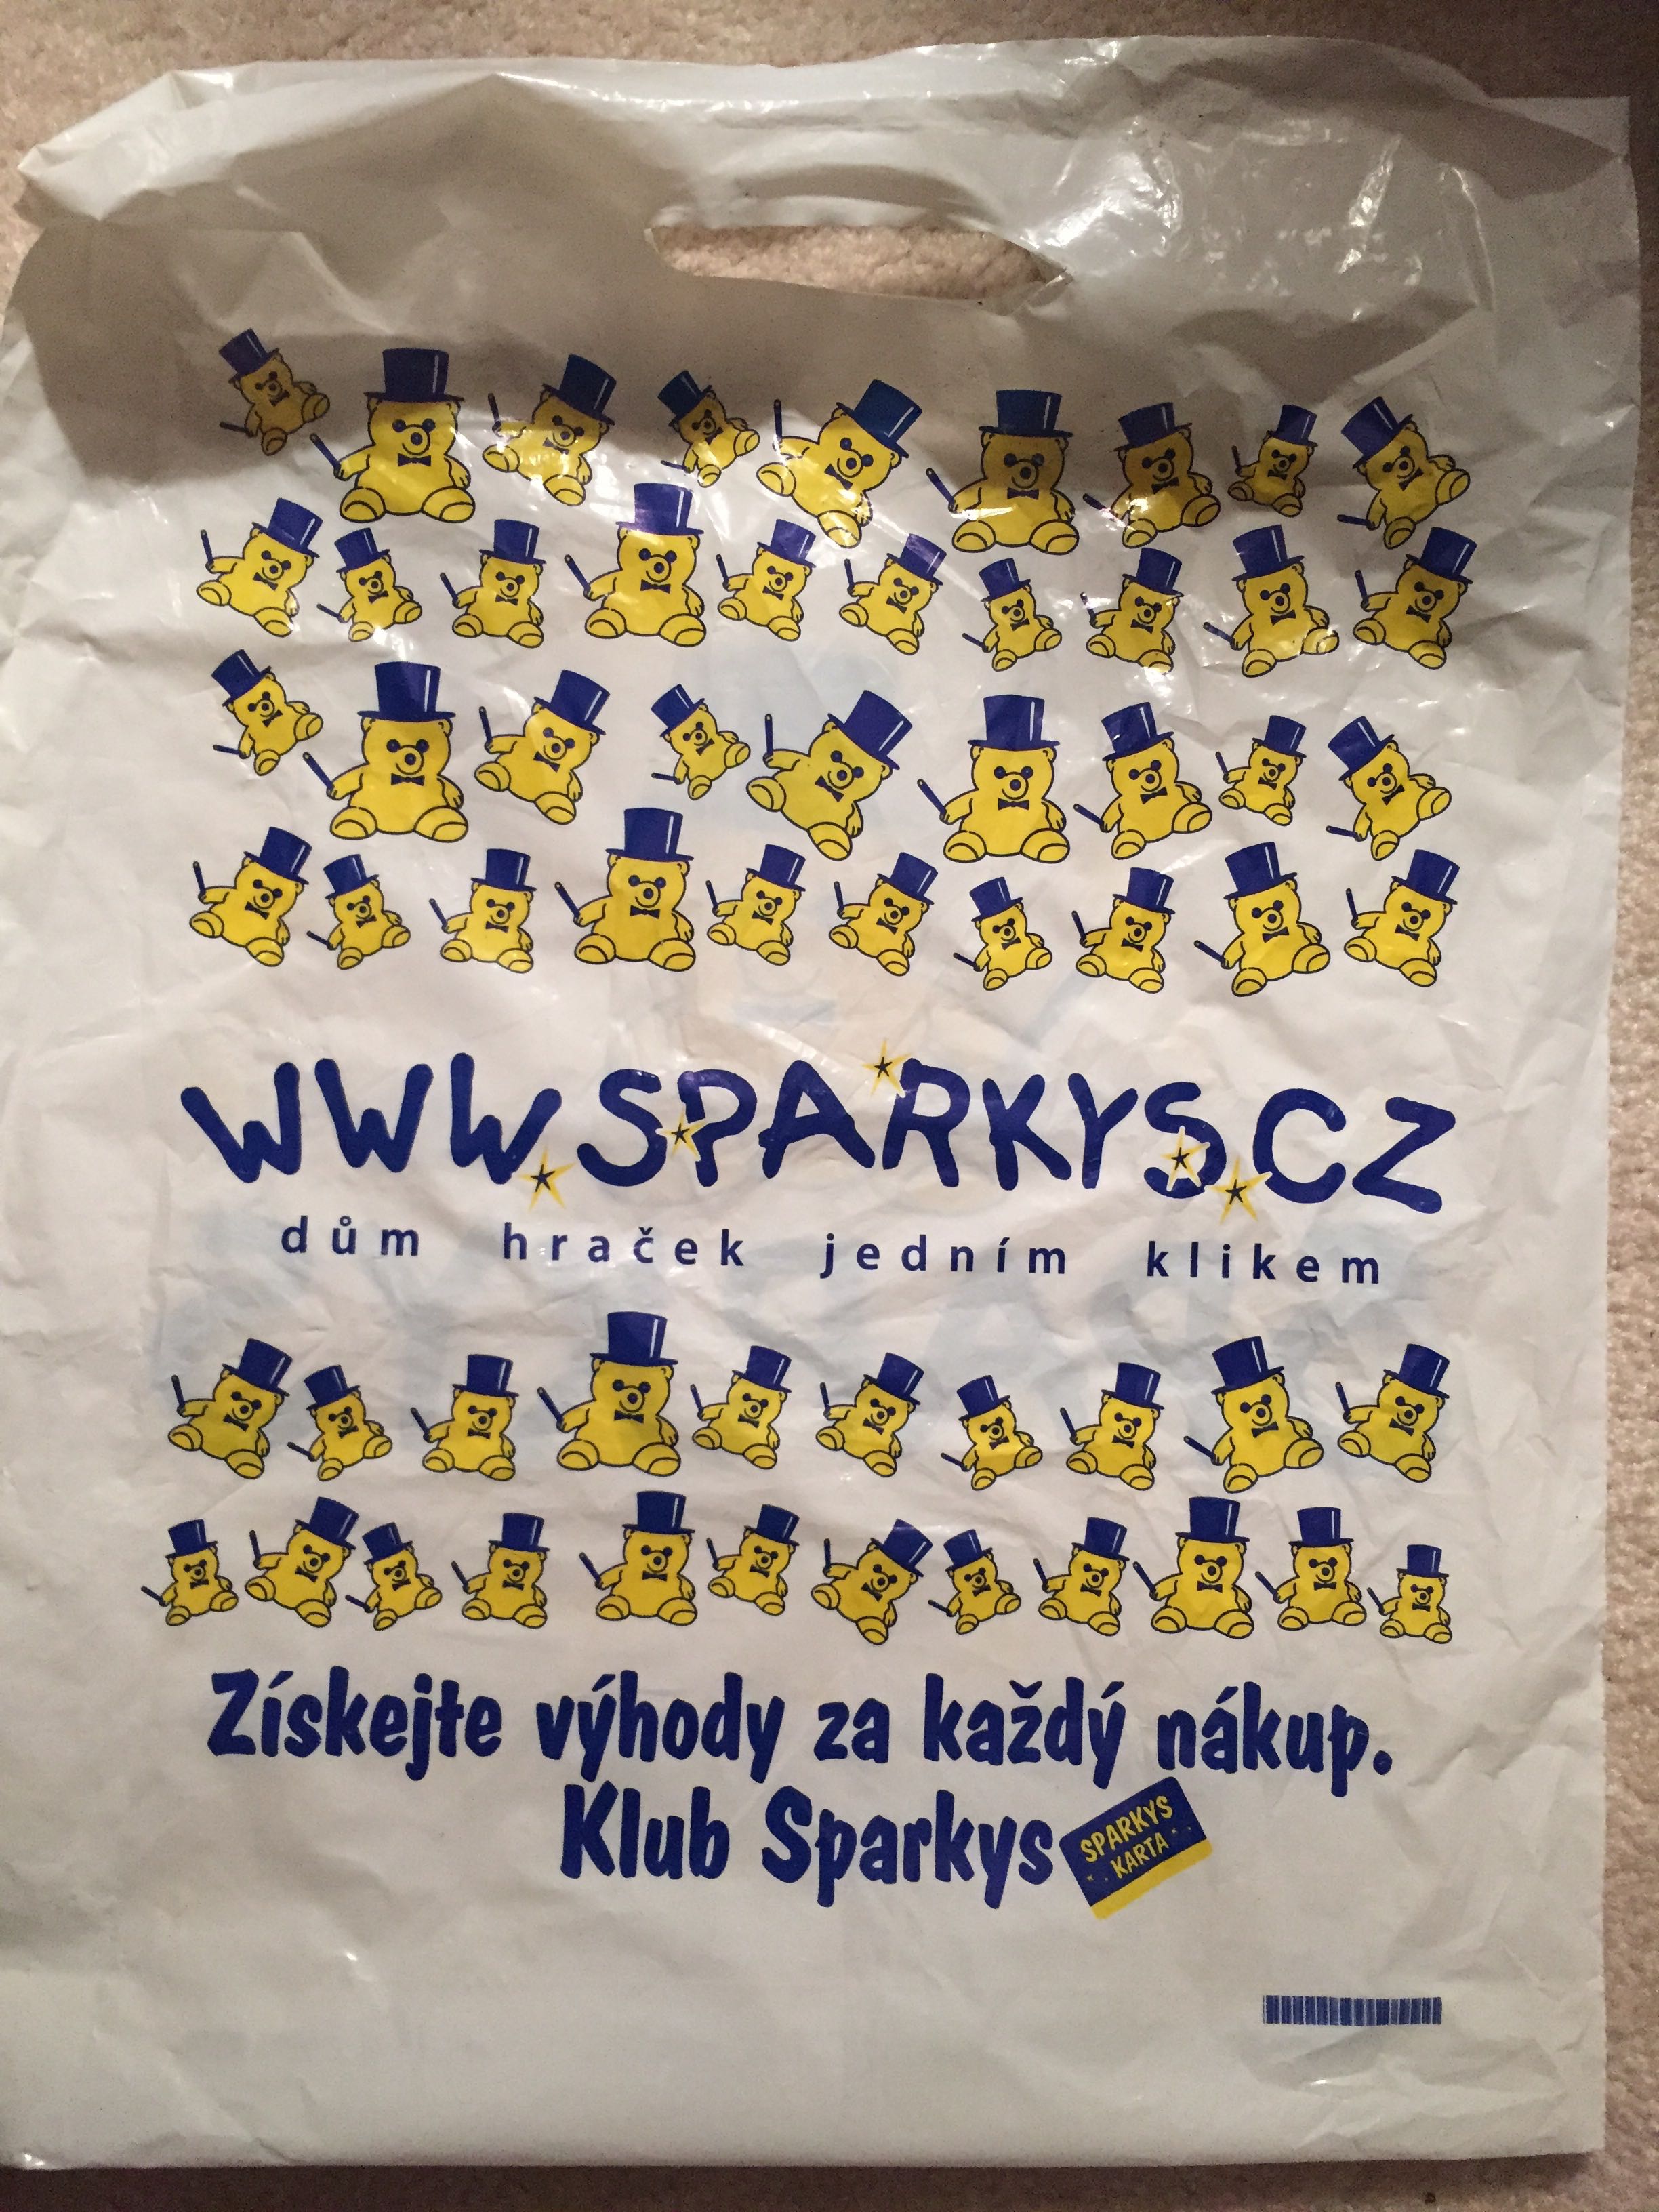 WWW.SPARKYS.CZ
dům hraček jedním klikem
Získejte výhody za každý nákup.
Klub Sparkys
SPARKYS
KARTA